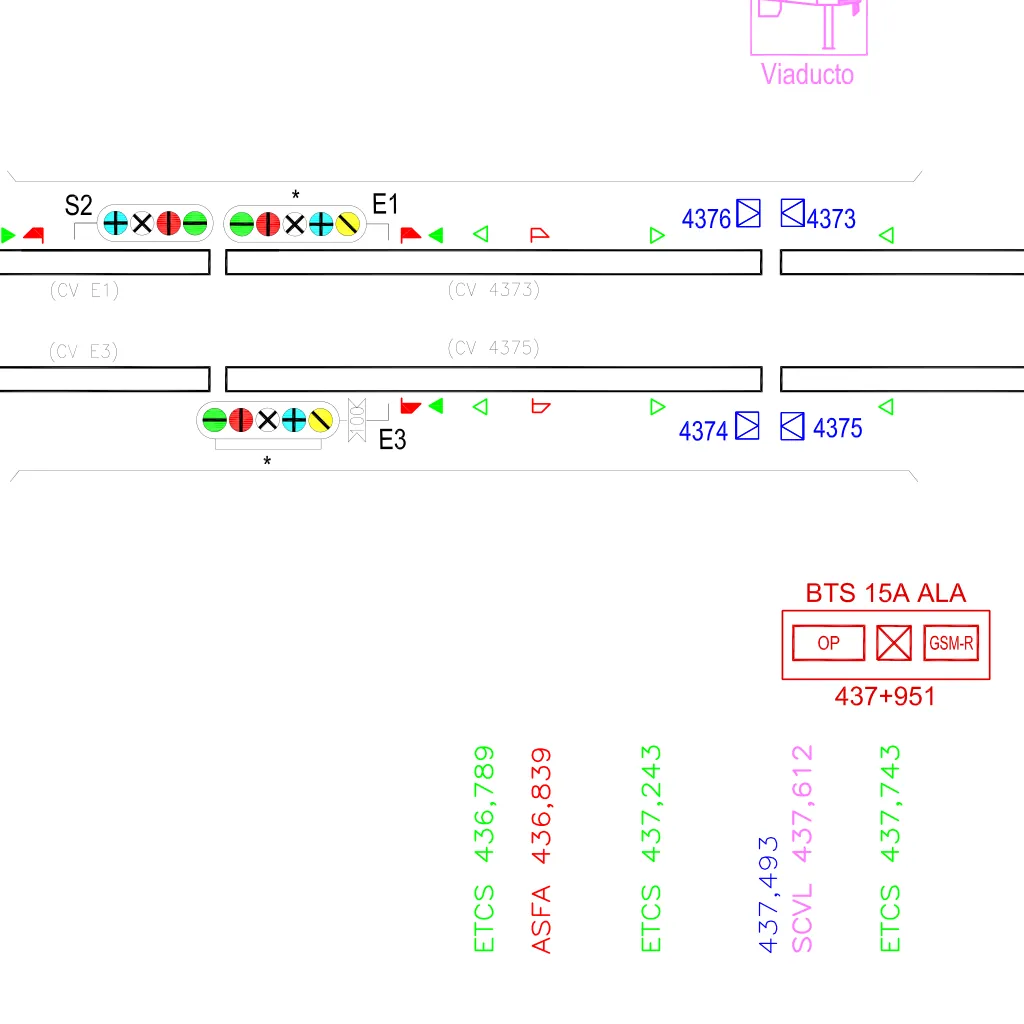 Viaducto
S2
*
E1
4376
4373
(CV E1)
(CV 4373)
(CV E3)
(CV 4375)
E3
*
4374
4375
BTS 15A ALA
OP
GSM-R
437+951
ETCS 436,789
ASFA 436,839
ETCS 437,243
437,493
SCVL 437,612
ETCS 437,743